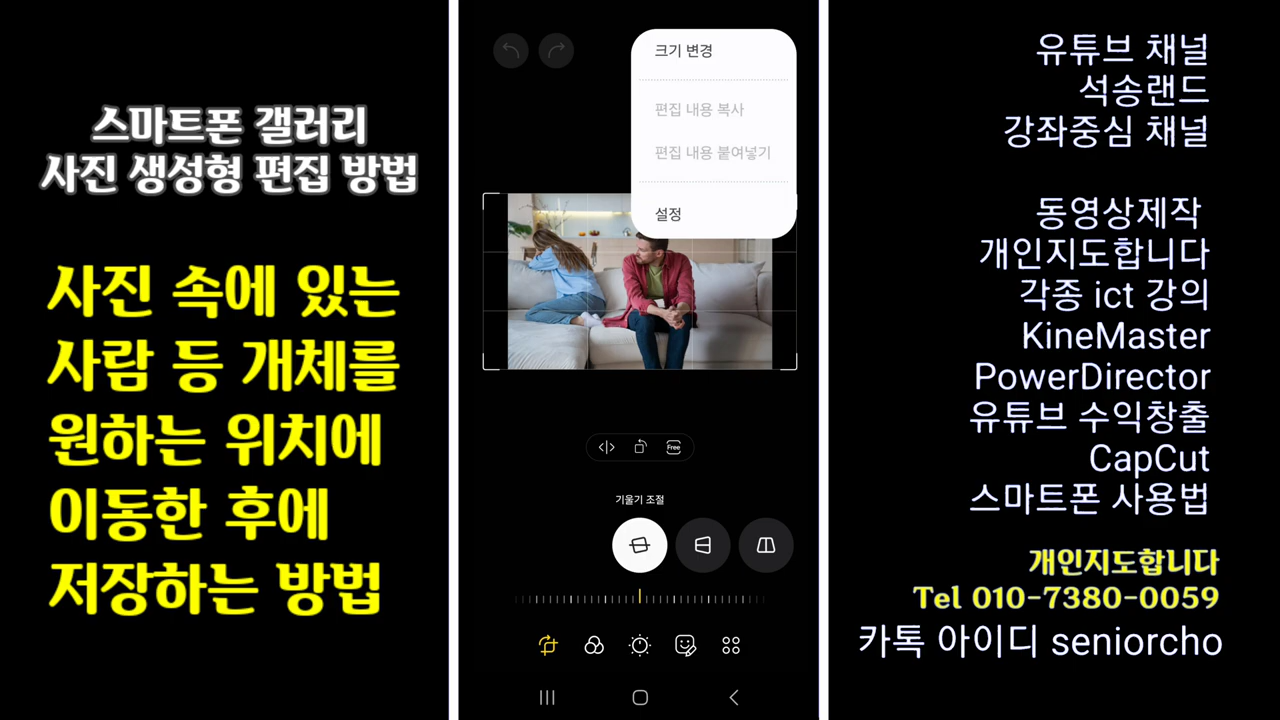 스마트폰 갤러리
사진 생성형 편집 방법
사진 속에 있는
사람 등 개체를
원하는 위치에
이동한 후에
저장하는 방법
크기 변경
편집 내용 복사
편집 내용 붙여넣기
설정
Free
기울기 조절
유튜브 채널
석송랜드
강좌중심 채널
동영상제작
개인지도합니다
각종 ict 강의
KineMaster
PowerDirector
유튜브 수익창출
CapCut
스마트폰 사용법
개인지도합니다
Tel 010-7380-0059
카톡 아이디 seniorcho